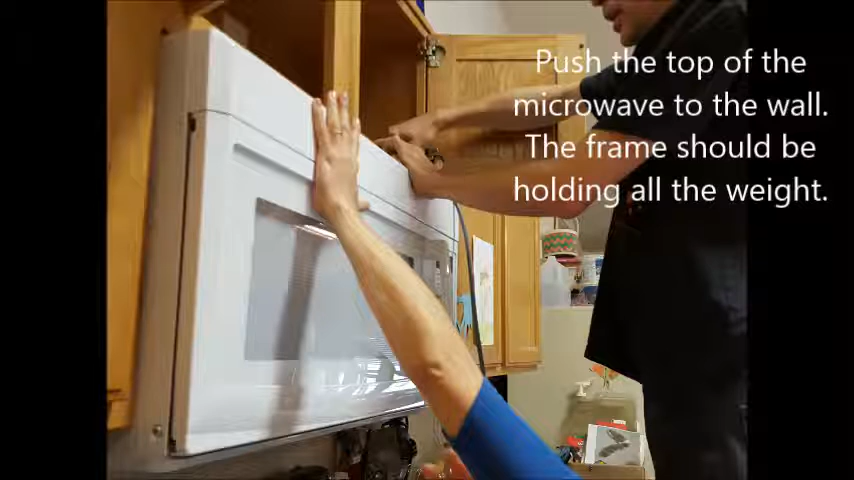 Push the top of the
microwave to the wall.
The frame should be
holding all the weight.